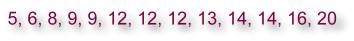 5, 6, 8, 9, 9, 12, 12, 12, 13, 14, 14, 16, 20